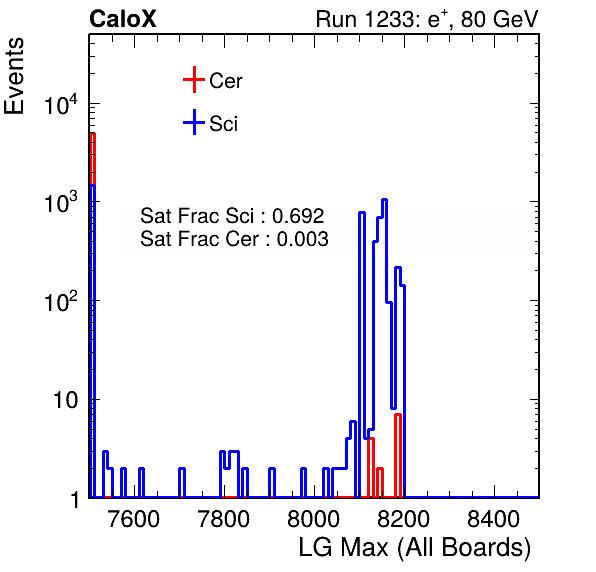 CaloX Run 1233: e⁺, 80 GeV
Events
Cer
Sci
Sat Frac Sci : 0.692
Sat Frac Cer : 0.003
10⁴
10³
10²
10
1
7600 7800 8000 8200 8400
LG Max (All Boards)